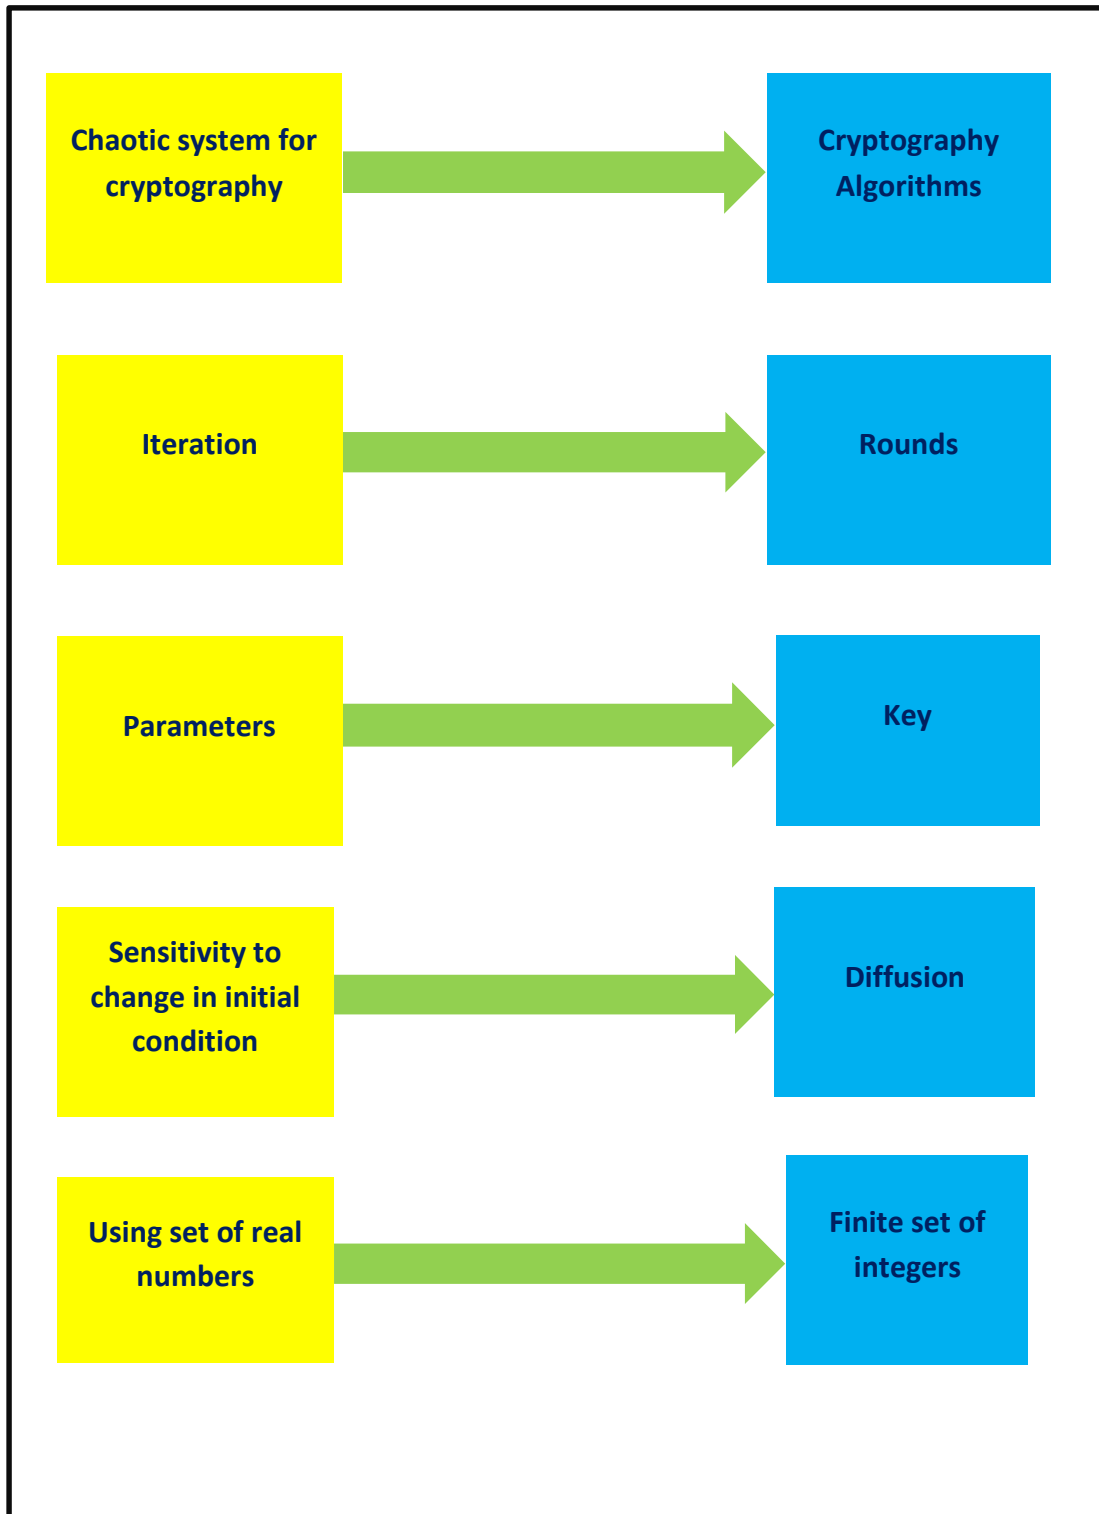 Chaotic system for
cryptography
Cryptography
Algorithms
Iteration
Rounds
Parameters
Key
Sensitivity to
change in initial
condition
Diffusion
Using set of real
numbers
Finite set of
integers